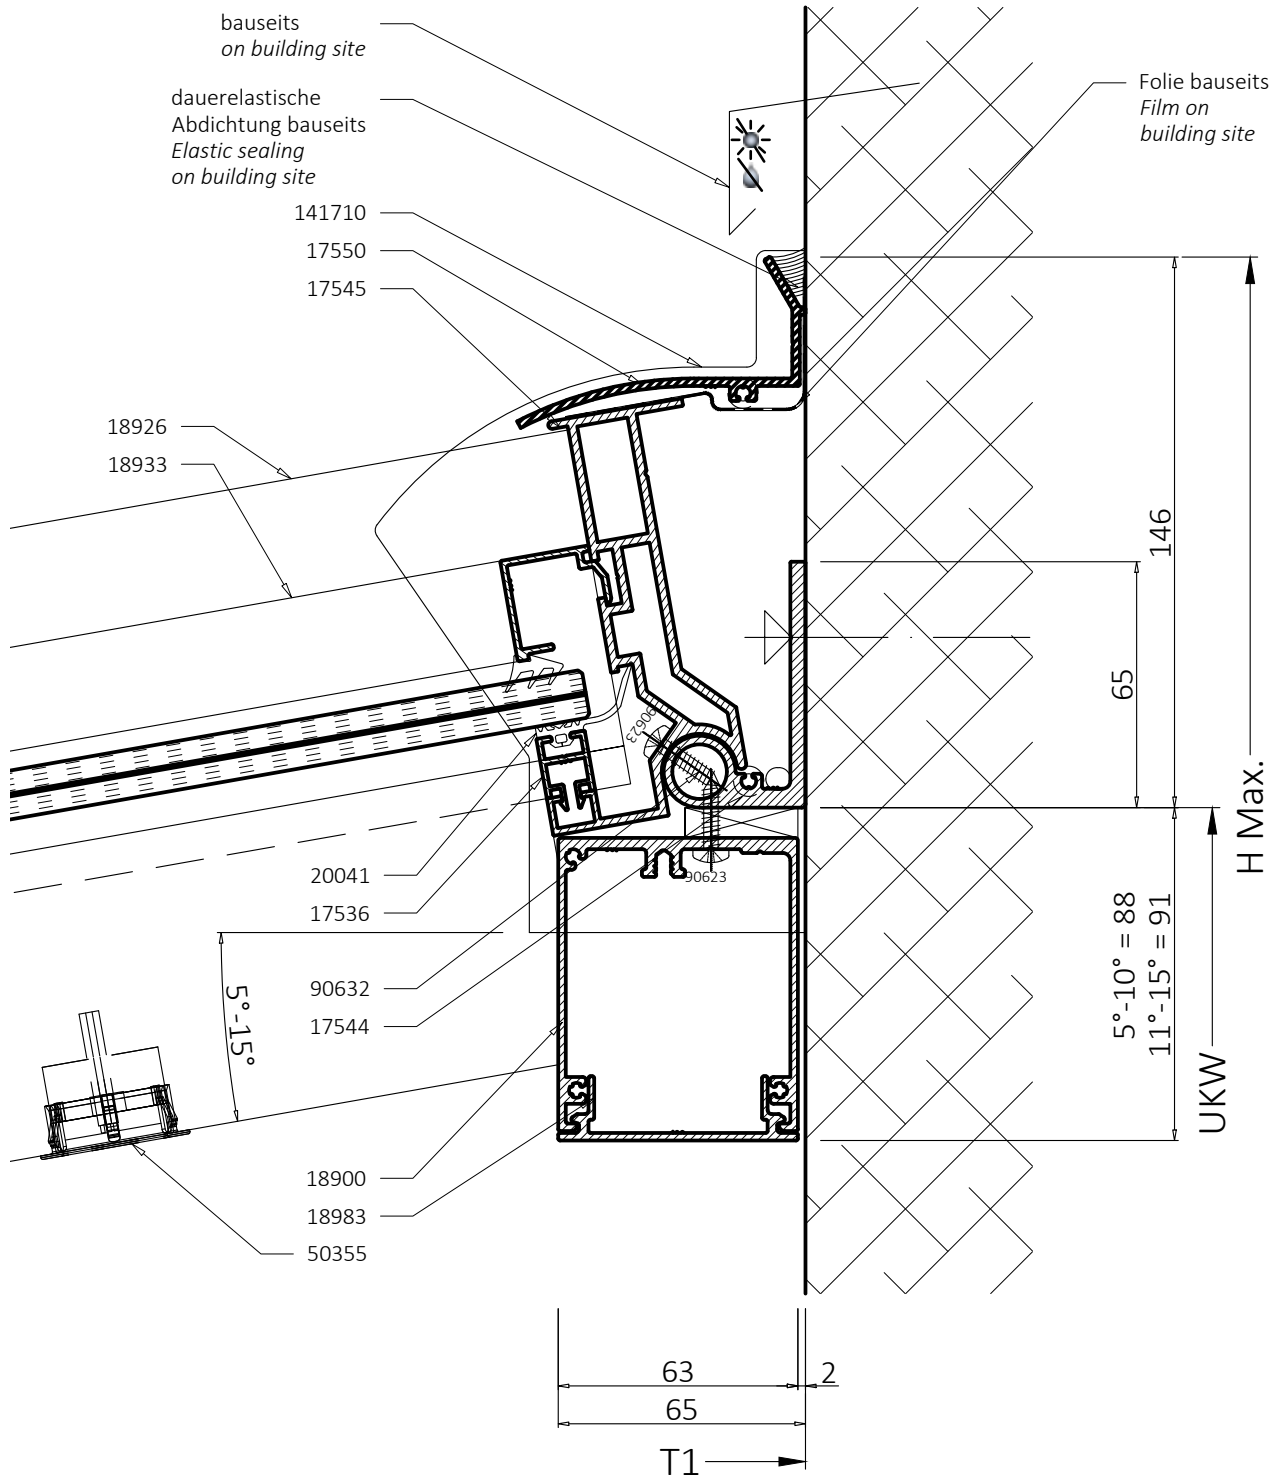 bauseits
on building site
dauerelastische
Abdichtung bauseits
Elastic sealing
on building site
Folie bauseits
Film on
building site
141710
17550
17545
18926
18933
146
65
H Max.
90623
90623
20041
17536
90632
17544
5°-15°
5°-10° = 88
11°-15° = 91
UKW
18900
18983
50355
63
2
65
T1